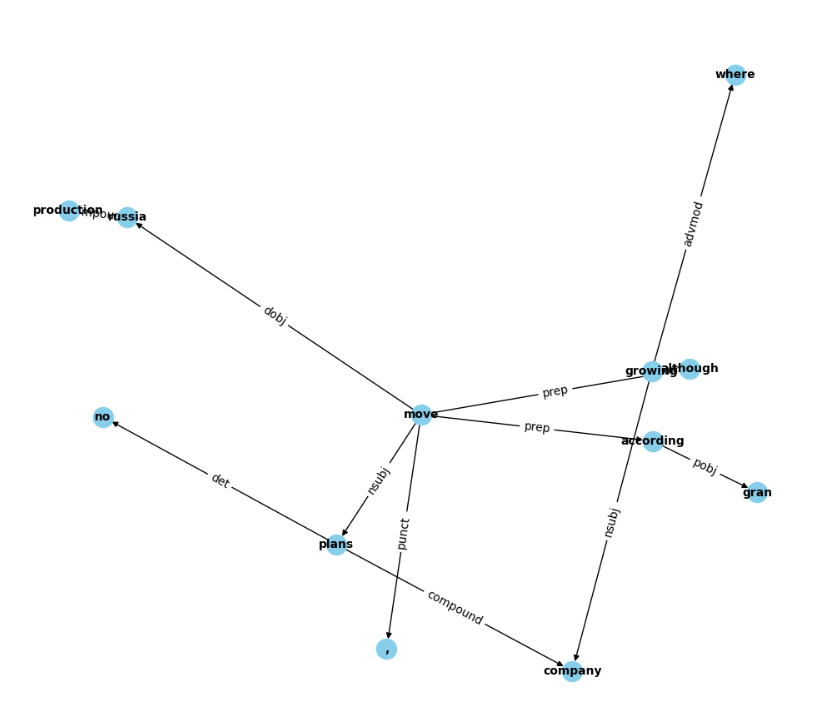 where
production
russia
advmod
dobj
growing
although
prep
move
no
prep
according
pobj
det
nsubj
gran
punct
nsubj
plans
compound
,
company